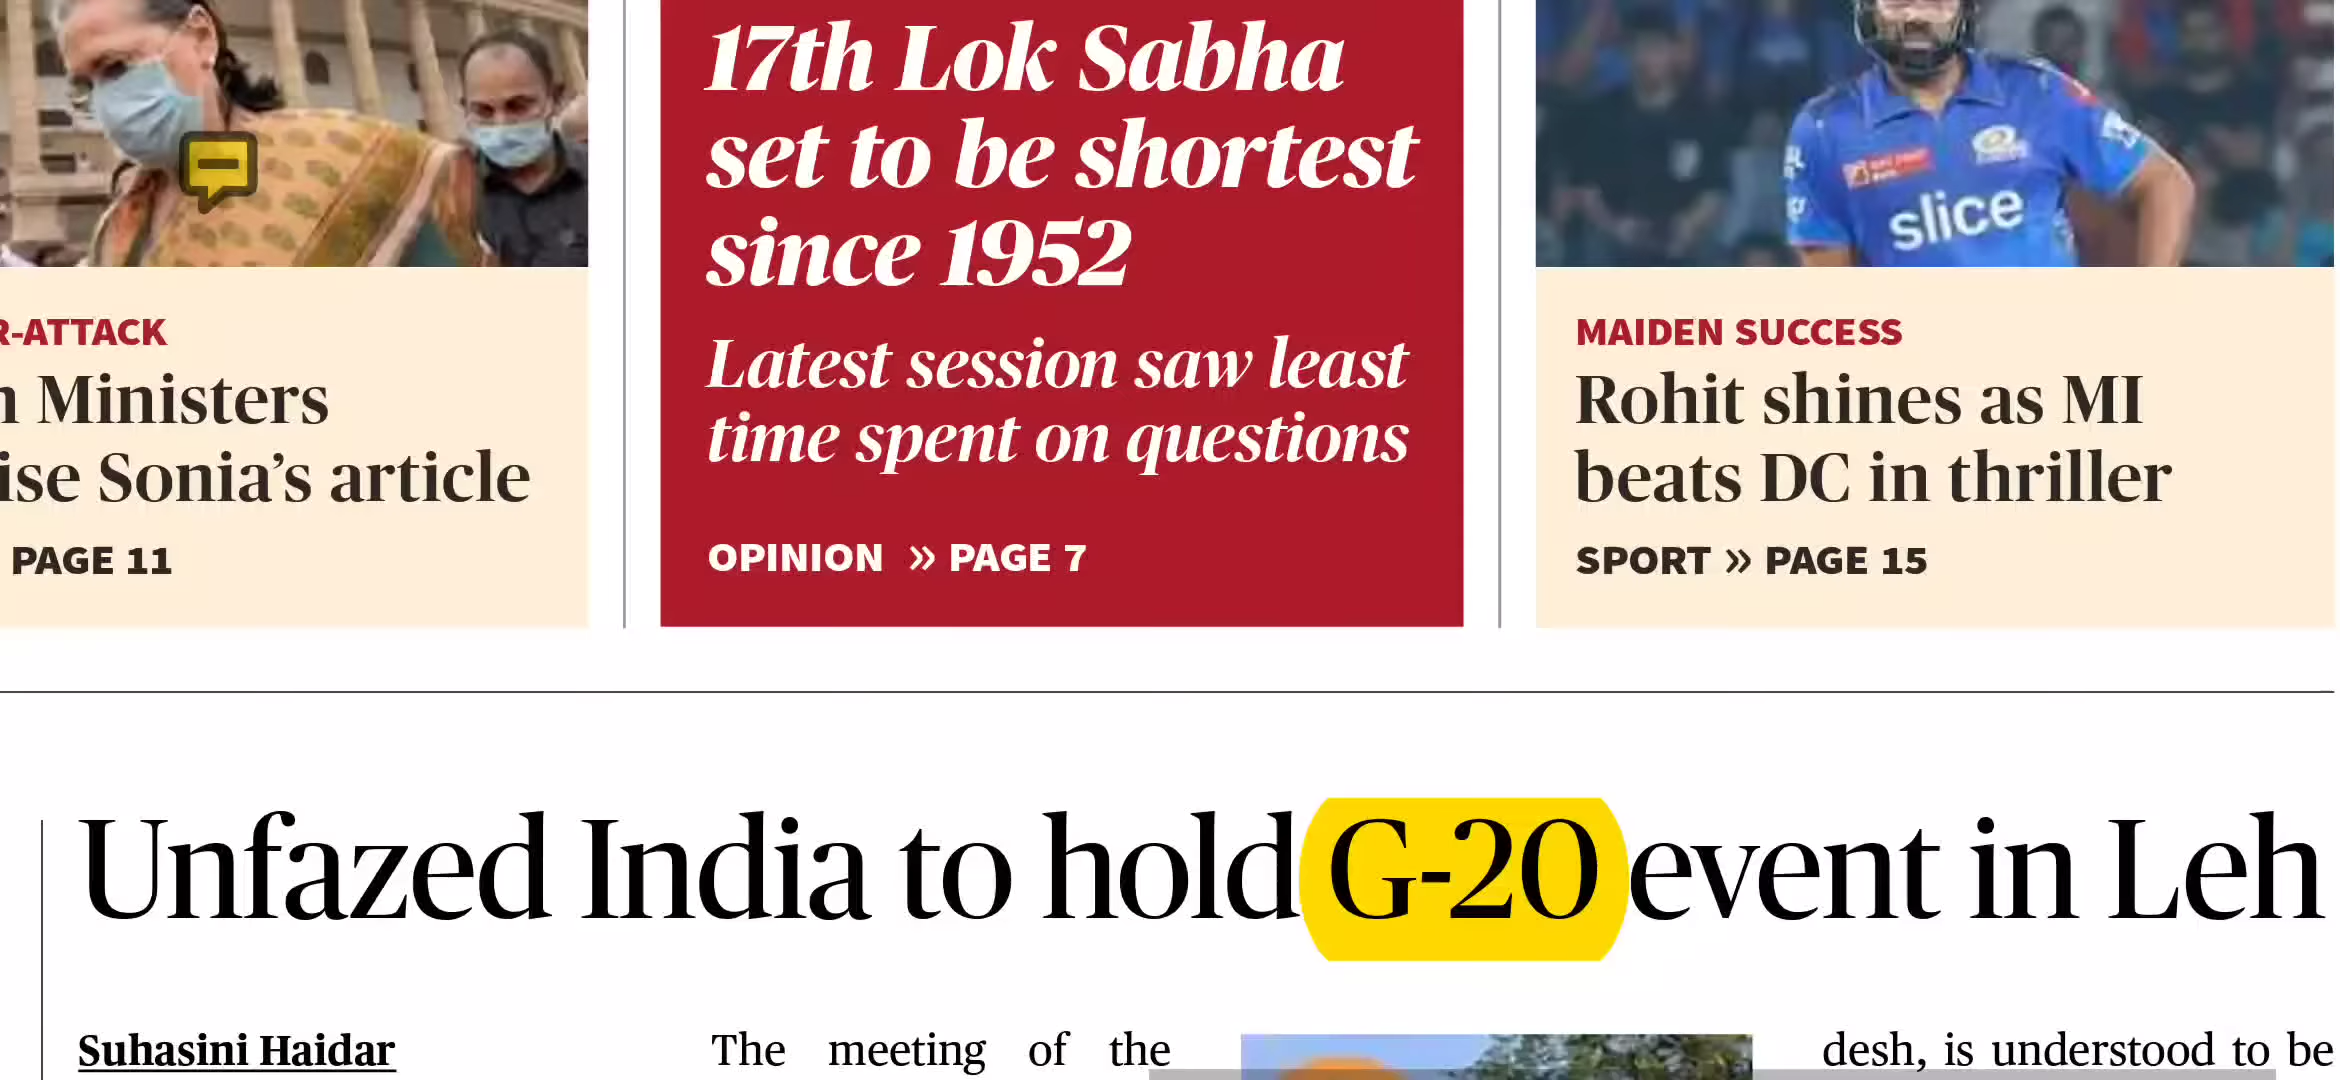 R-ATTACK
n Ministers
ise Sonia's article
PAGE 11
17th Lok Sabha
set to be shortest
since 1952
Latest session saw least
time spent on questions
OPINION » PAGE 7
slice
MAIDEN SUCCESS
Rohit shines as MI
beats DC in thriller
SPORT » PAGE 15
Unfazed India to hold G-20 event in Leh
Suhasini Haidar
The meeting of the
desh, is understood to be